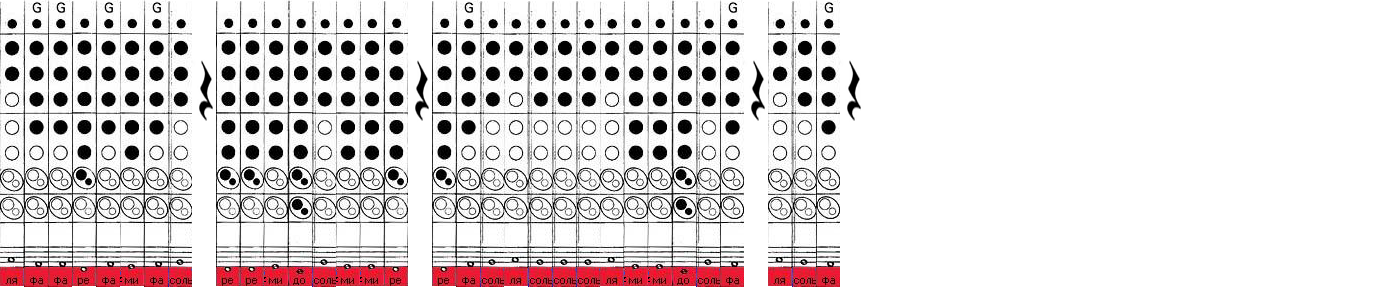 G G G G G
ля фа фа ре фа ми фа соль ре ре ми до соль ми ми ре ре фа соль ля соль соль соль ля ми ми до соль фа ля соль фа